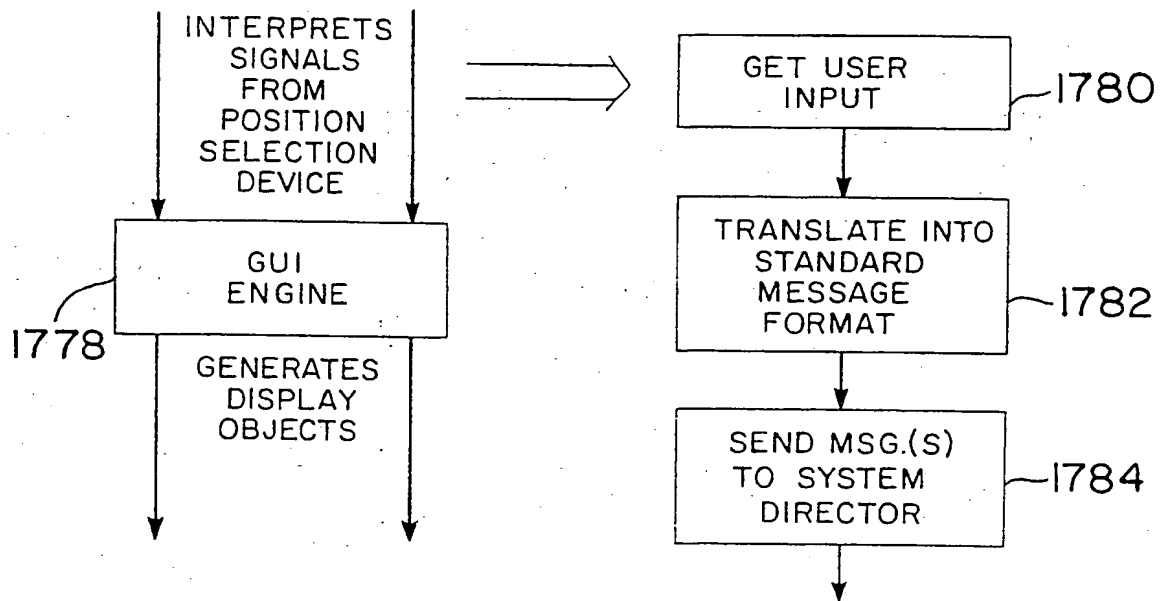 INTERPRETS
SIGNALS
FROM
POSITION
SELECTION
DEVICE
GUI
ENGINE
1778
GENERATES
DISPLAY
OBJECTS
GET USER
INPUT
1780
TRANSLATE INTO
STANDARD
MESSAGE
FORMAT
1782
SEND MSG.(S)
TO SYSTEM
DIRECTOR
1784